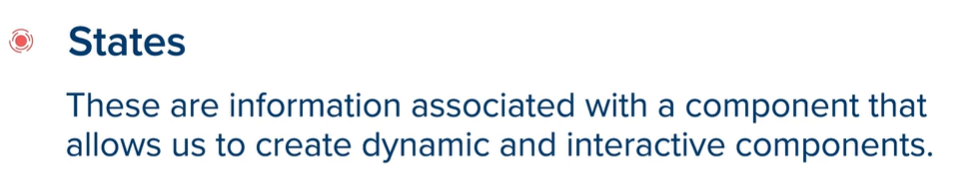 States
These are information associated with a component that
allows us to create dynamic and interactive components.